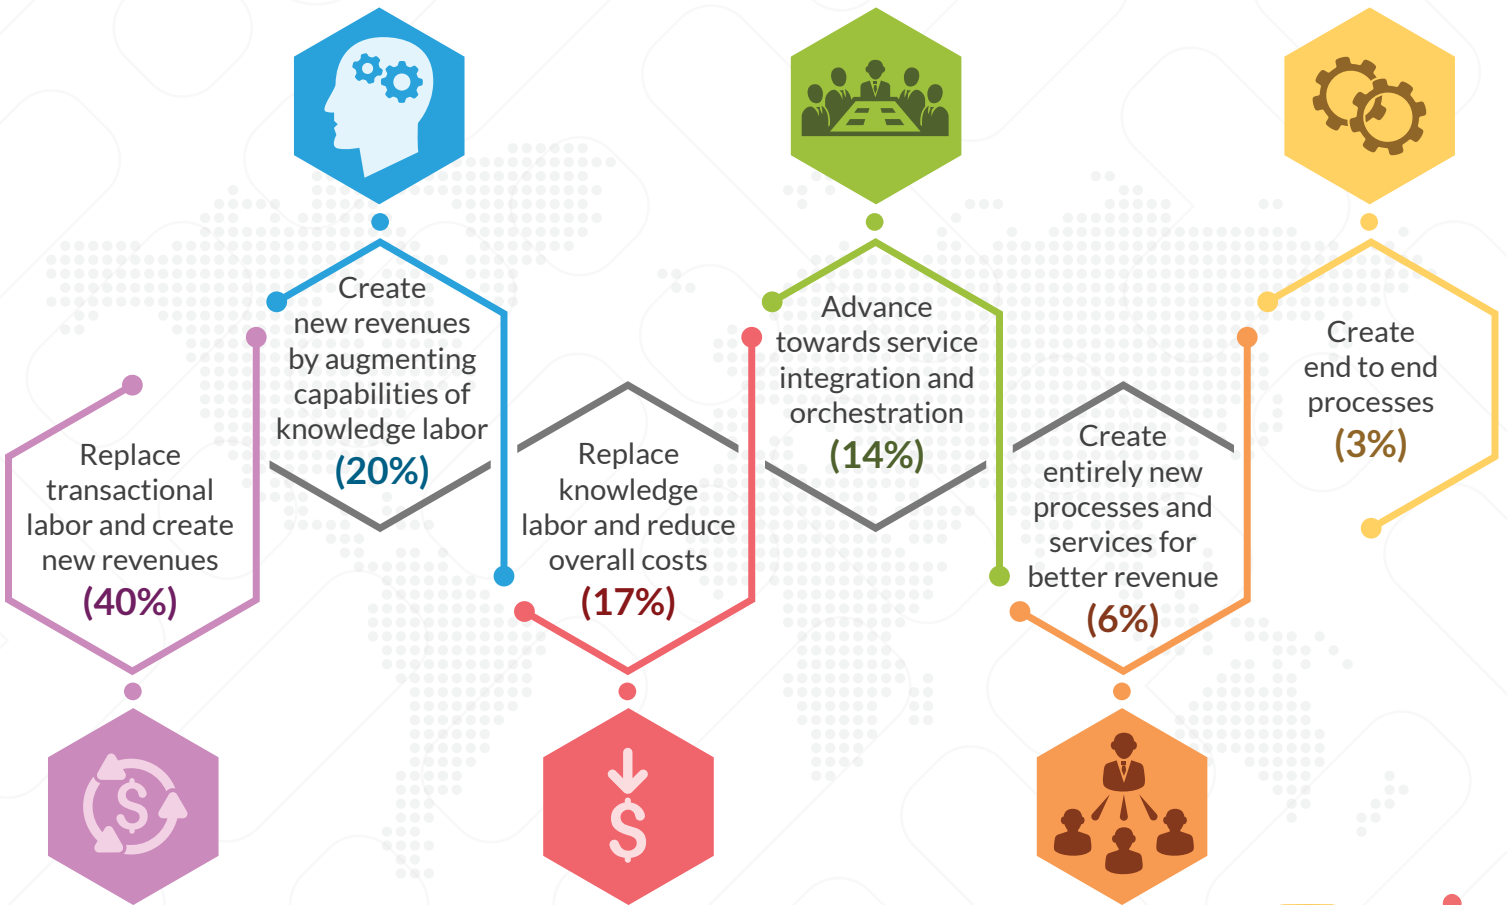 Replace
transactional
labor and create
new revenues
(40%)
Create
new revenues
by augmenting
capabilities of
knowledge labor
(20%)
Replace
knowledge
labor and reduce
overall costs
(17%)
Advance
towards service
integration and
orchestration
(14%)
Create
entirely new
processes and
services for
better revenue
(6%)
Create
end to end
processes
(3%)
$
$